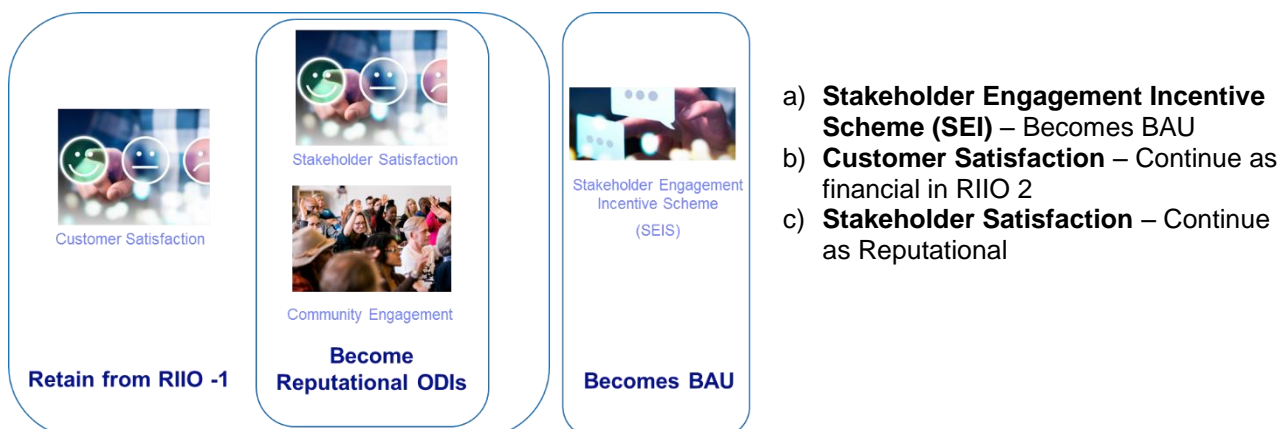 Customer Satisfaction
Retain from RIIO -1
Stakeholder Satisfaction
Community Engagement
Become
Reputational ODIs
Stakeholder Engagement
Incentive Scheme
(SEIS)
Becomes BAU
a) Stakeholder Engagement Incentive
Scheme (SEI) – Becomes BAU
b) Customer Satisfaction – Continue as
financial in RIIO 2
c) Stakeholder Satisfaction – Continue
as Reputational